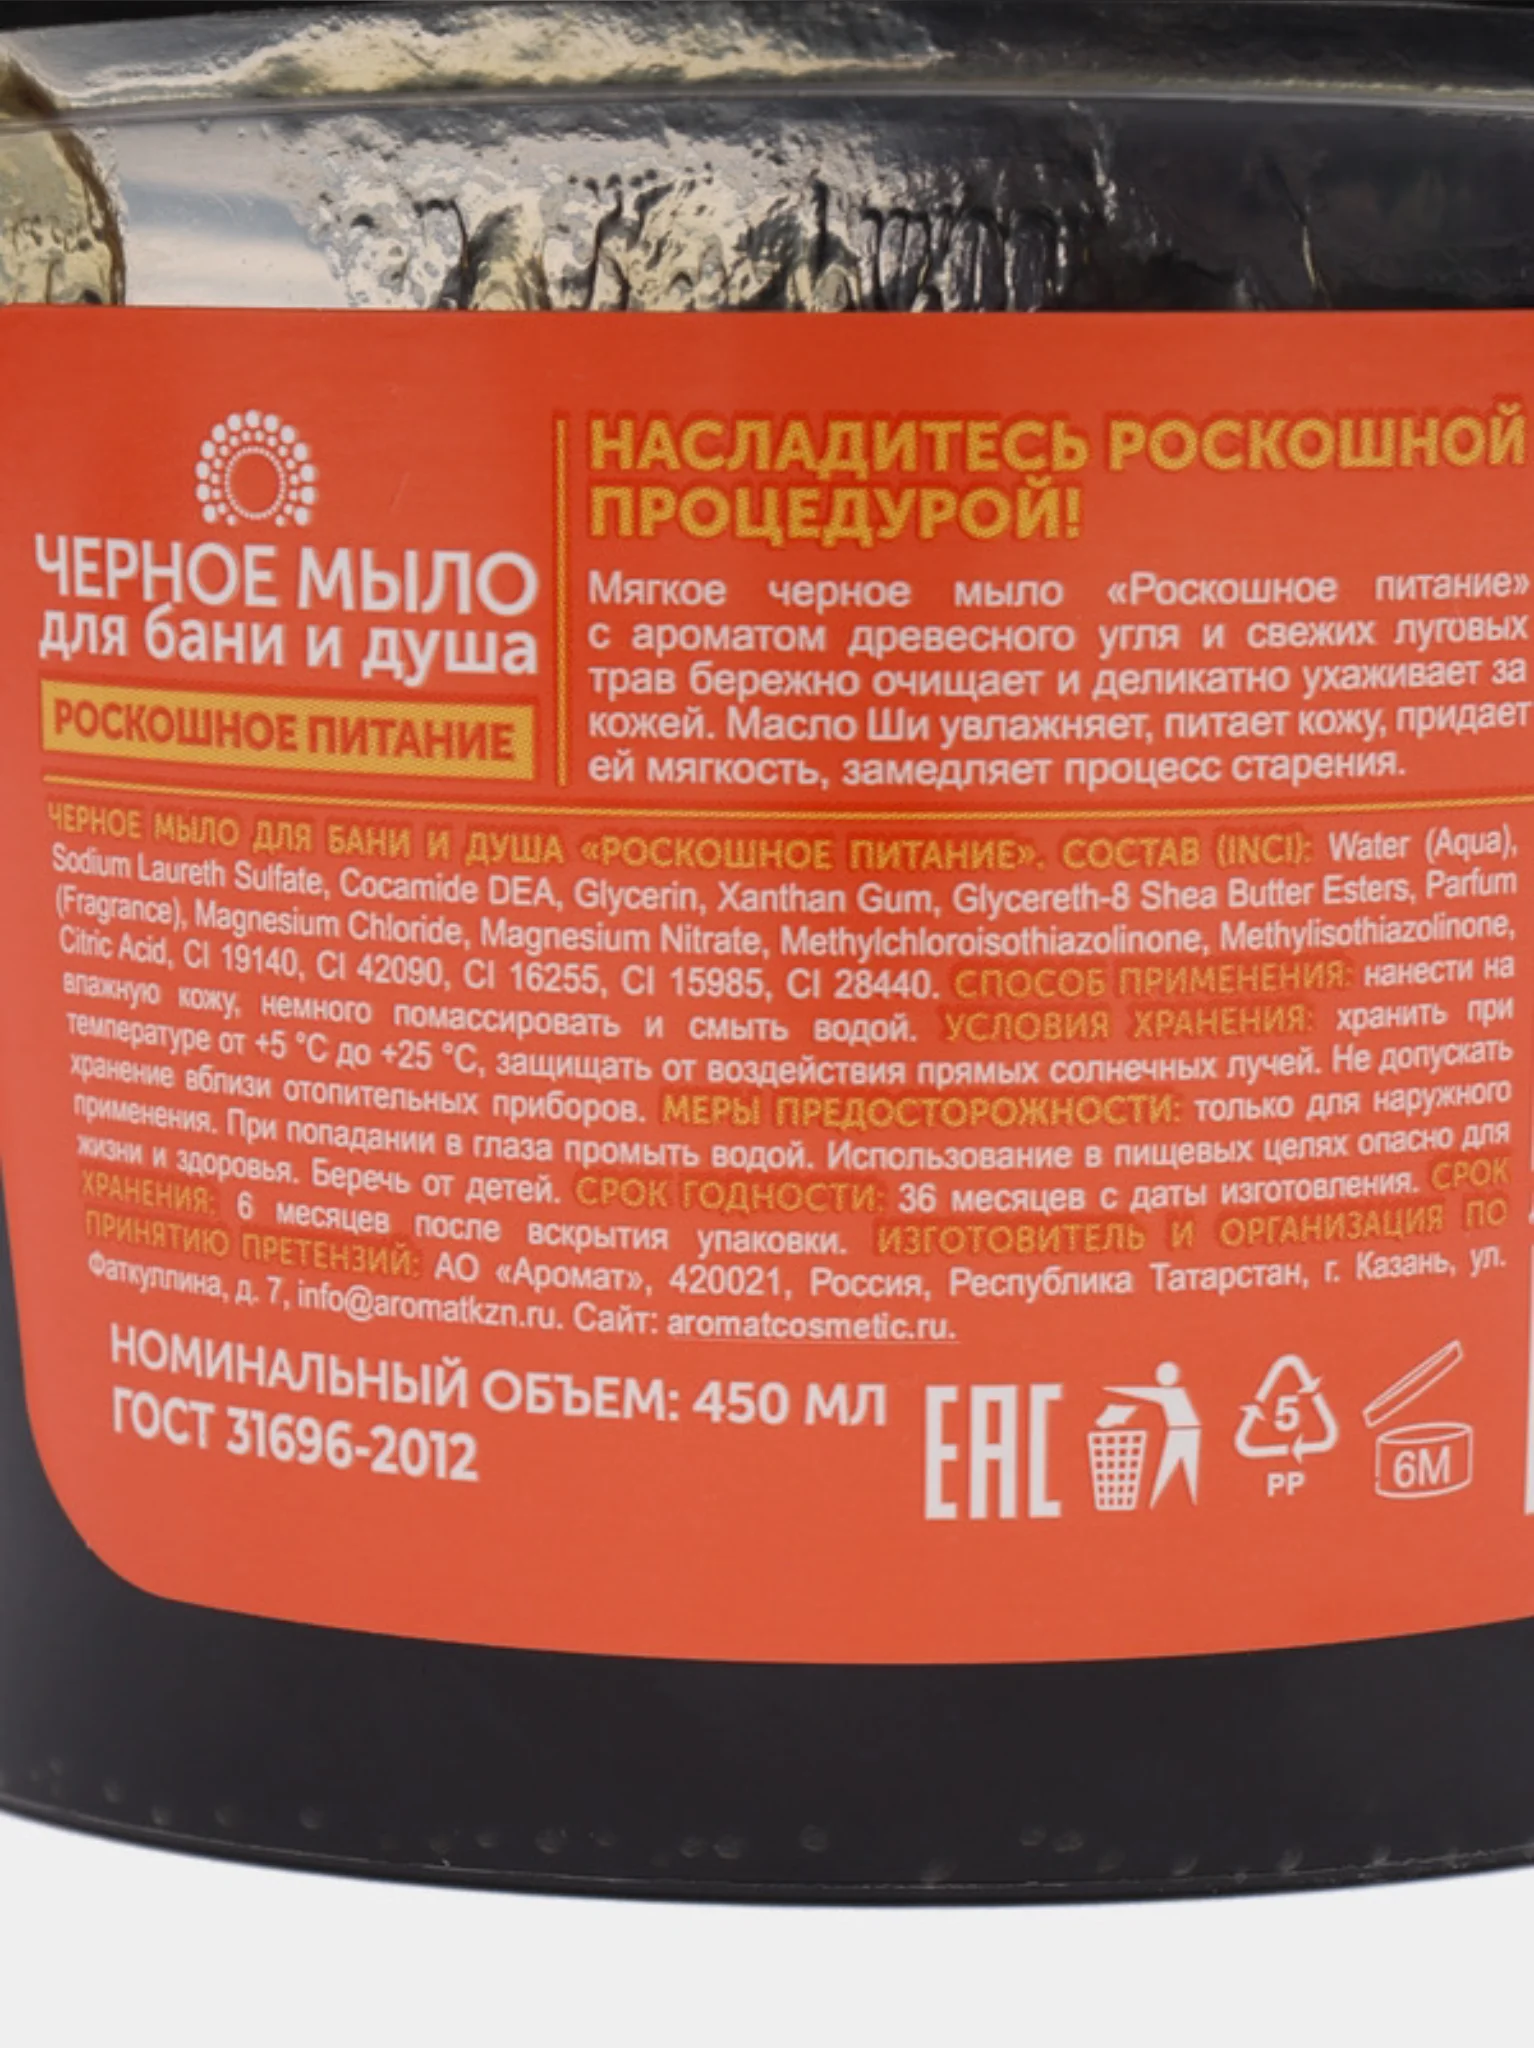 ЧЕРНОЕ МЫЛО
для бани и душа
РОСКОШНОЕ ПИТАНИЕ
НАСЛАДИТЕСЬ РОСКОШНОЙ
ПРОЦЕДУРОЙ!
Мягкое черное мыло «Роскошное питание»
с ароматом древесного угля и свежих луговых
трав бережно очищает и деликатно ухаживает за
кожей. Масло Ши увлажняет, питает кожу, придает
ей мягкость, замедляет процесс старения.
ЧЕРНОЕ МЫЛО ДЛЯ БАНИ И ДУША «РОСКОШНОЕ ПИТАНИЕ». СОСТАВ (INCI): Water (Aqua),
Sodium Laureth Sulfate, Cocamide DEA, Glycerin, Xanthan Gum, Glycereth-8 Shea Butter Esters, Parfum
(Fragrance), Magnesium Chloride, Magnesium Nitrate, Methylchloroisothiazolinone, Methylisothiazolinone,
Citric Acid, CI 19140, CI 42090, CI 16255, CI 15985, CI 28440. СПОСОБ ПРИМЕНЕНИЯ: нанести на
влажную кожу, немного помассировать и смыть водой. УСЛОВИЯ ХРАНЕНИЯ: хранить при
температуре от +5 °C до +25 °C, защищать от воздействия прямых солнечных лучей. Не допускать
хранение вблизи отопительных приборов. МЕРЫ ПРЕДОСТОРОЖНОСТИ: только для наружного
применения. При попадании в глаза промыть водой. Использование в пищевых целях опасно для
жизни и здоровья. Беречь от детей. СРОК ГОДНОСТИ: 36 месяцев с даты изготовления. СРОК
ХРАНЕНИЯ: 6 месяцев после вскрытия упаковки. ИЗГОТОВИТЕЛЬ И ОРГАНИЗАЦИЯ ПО
ПРИНЯТИЮ ПРЕТЕНЗИЙ: АО «Аромат», 420021, Россия, Республика Татарстан, г. Казань, ул.
Фаткуллина, д. 7, info@aromatkzn.ru. Сайт: aromatcosmetic.ru.
НОМИНАЛЬНЫЙ ОБЪЕМ: 450 МЛ
ГОСТ 31696-2012
EAC
5
PP
6M